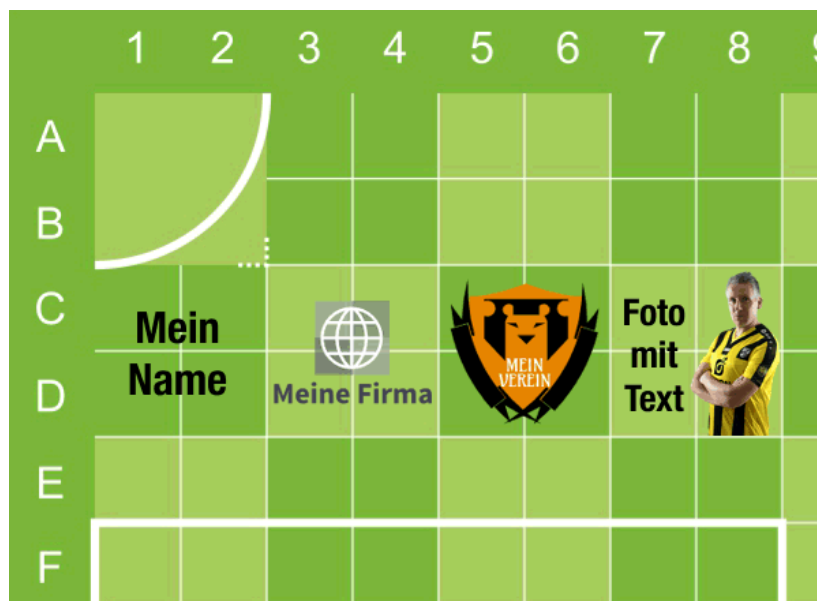 1 2 3 4 5 6 7 8
A
B
C
D
E
F
Mein
Name
Meine Firma
MEIN
VEREIN
Foto
mit
Text